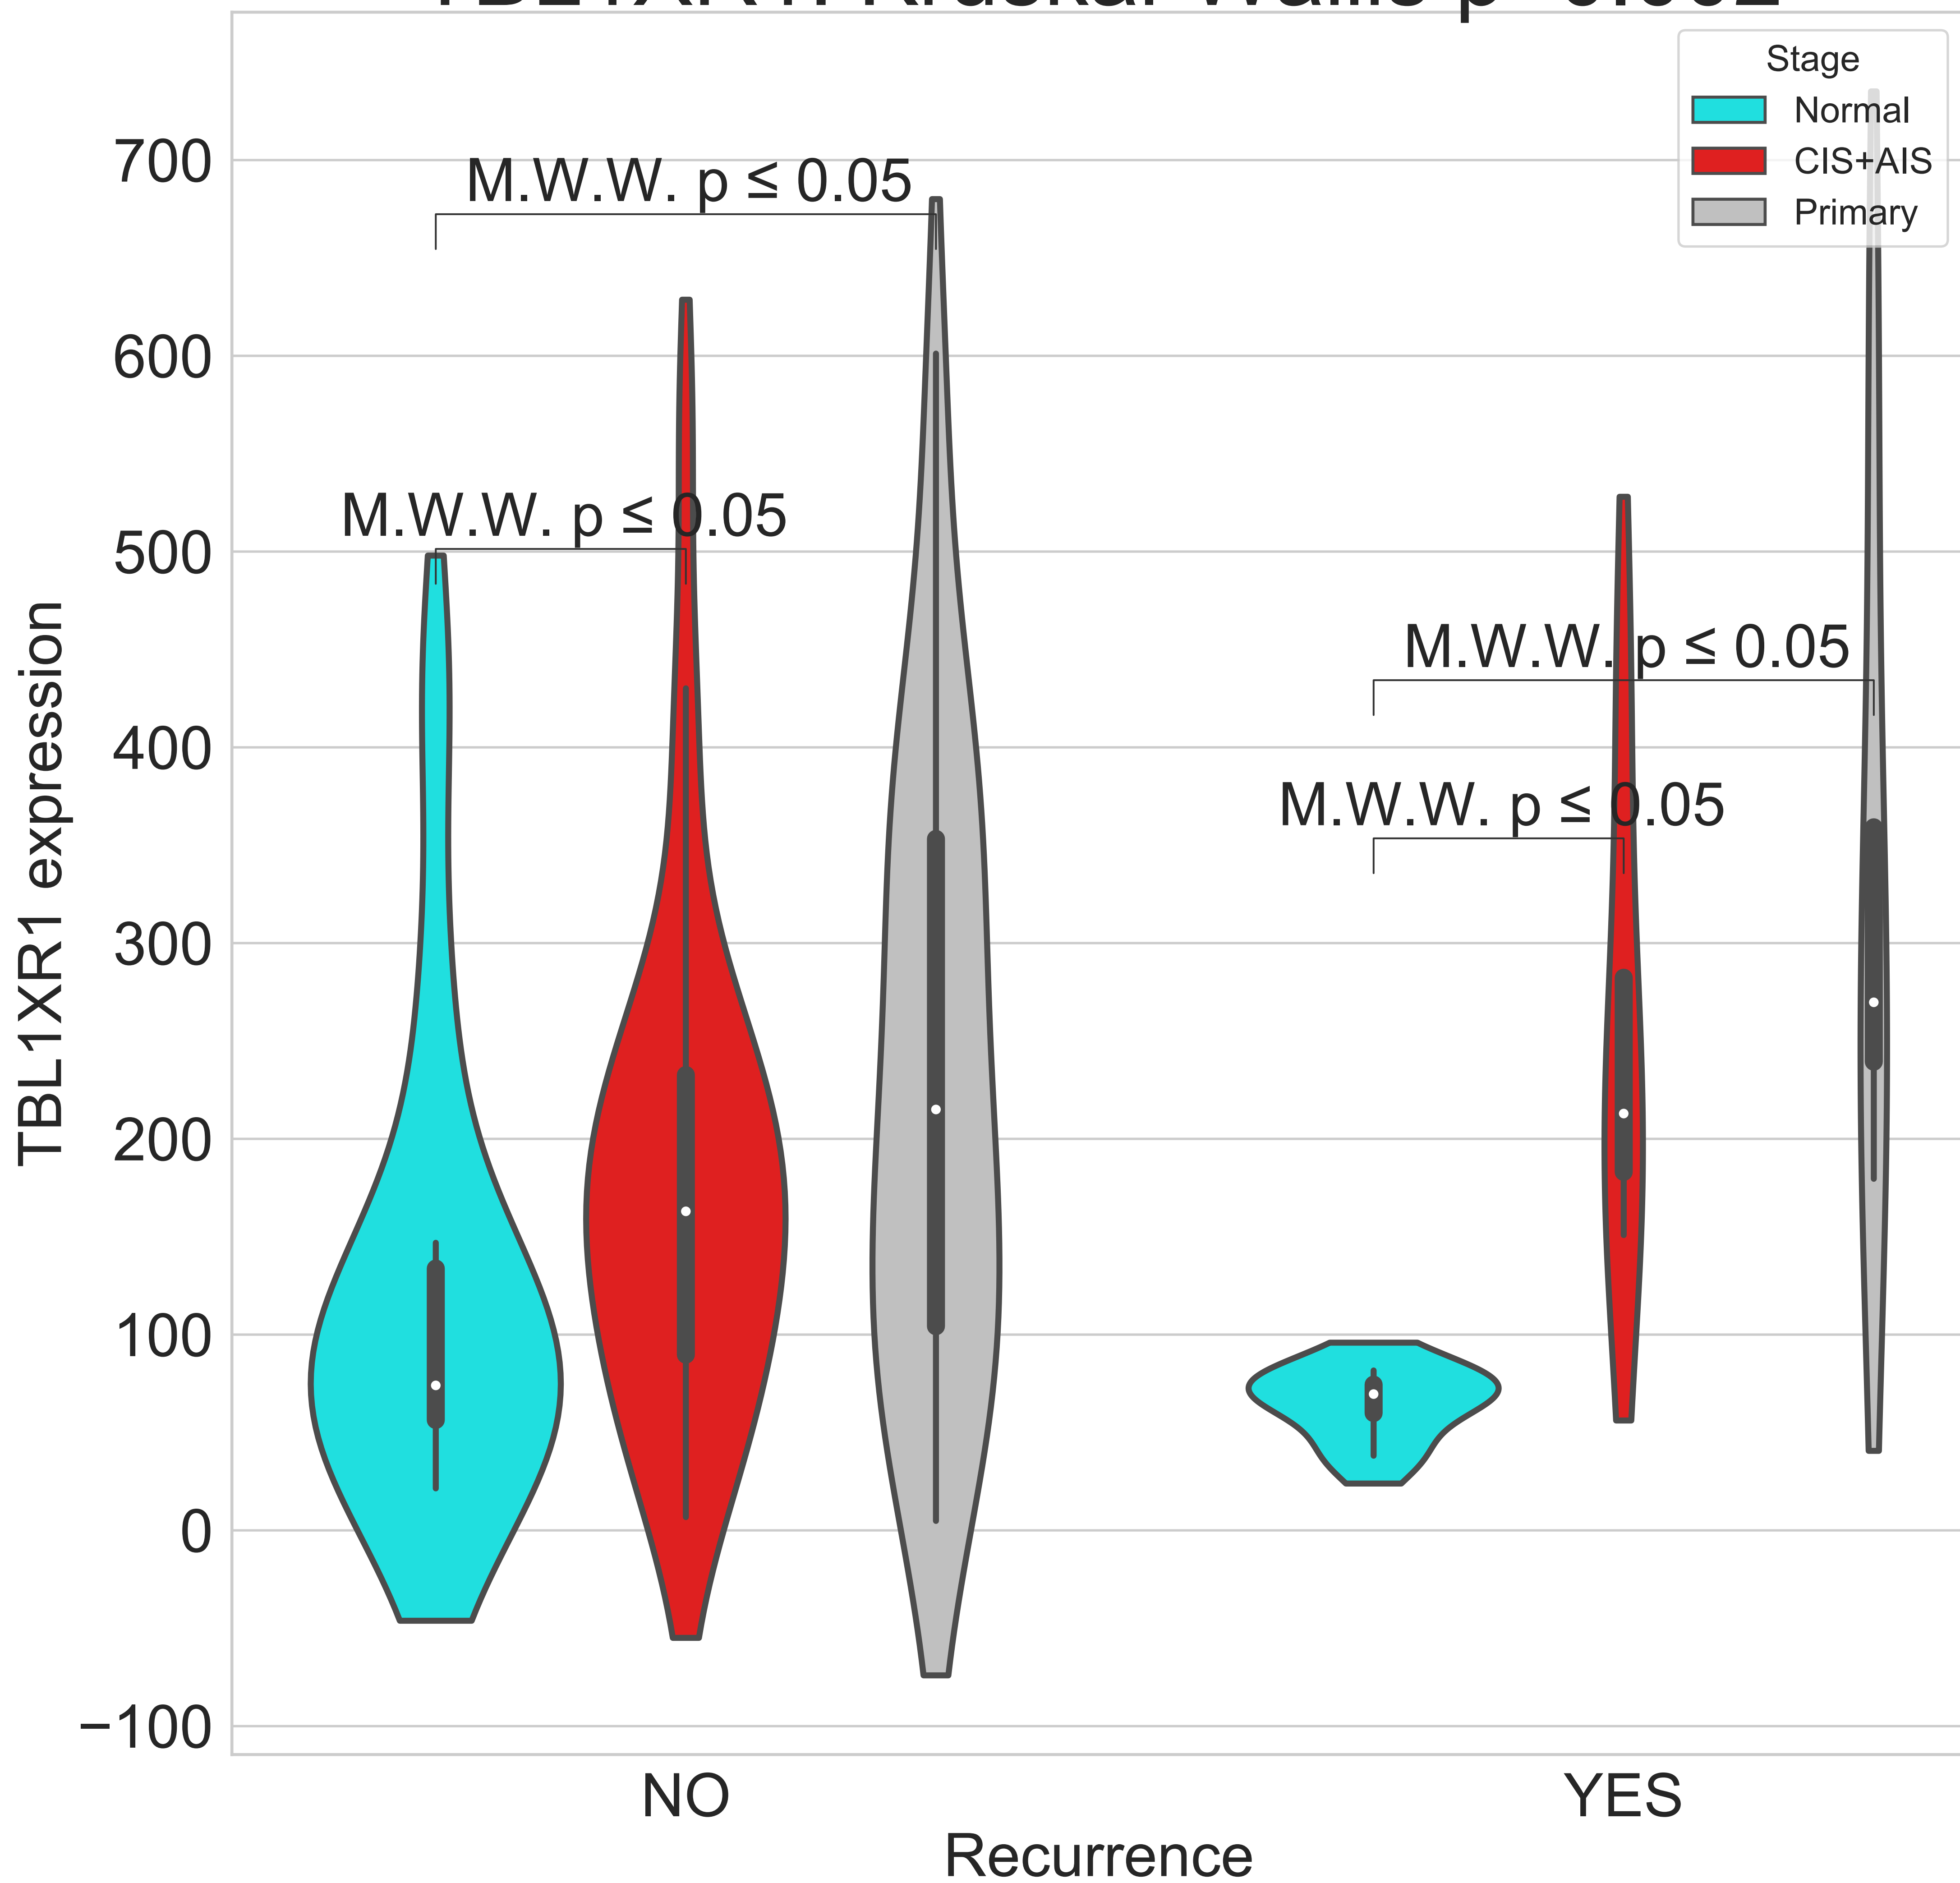 Stage
Normal
CIS+AIS
Primary
M.W.W. p ≤ 0.05
M.W.W. p ≤ 0.05
M.W.W. p ≤ 0.05
M.W.W. p ≤ 0.05
700
600
500
400
300
200
100
0
−100
TBL1XR1 expression
NO
YES
Recurrence